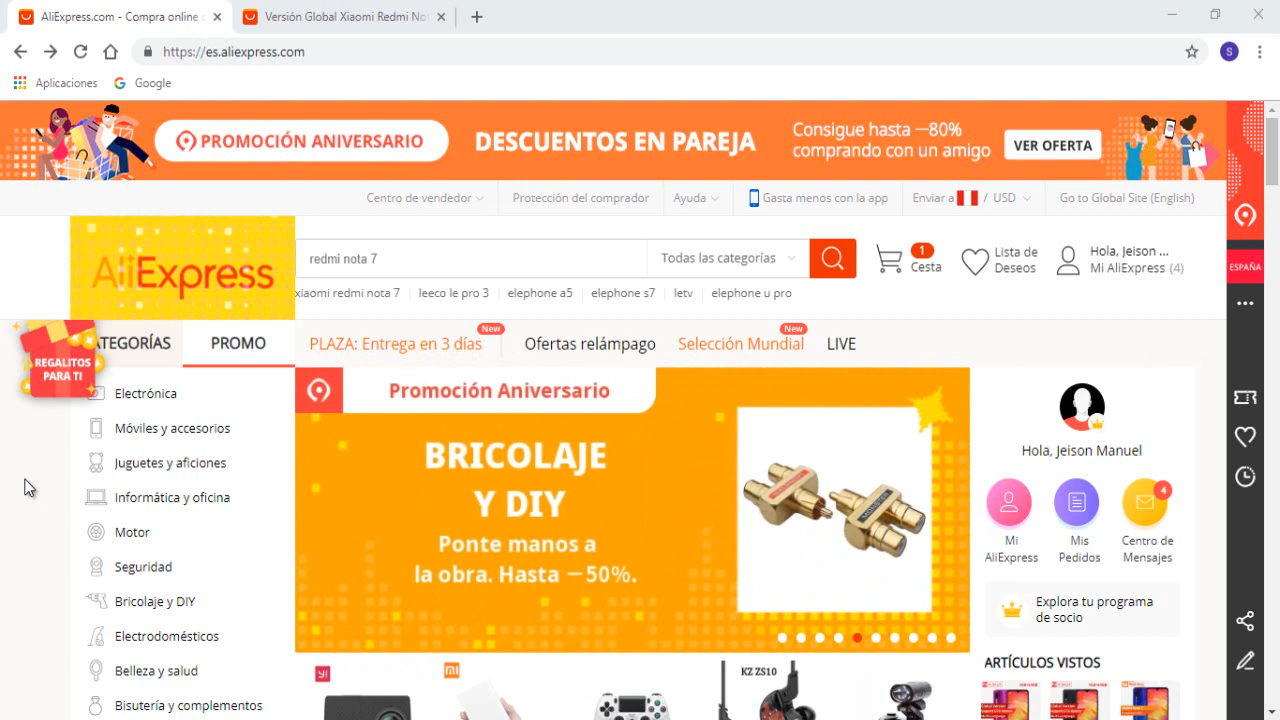 AliExpress.com - Compra online
Versión Global Xiaomi Redmi Not
https://es.aliexpress.com
S
Aplicaciones
Google
PROMOCIÓN ANIVERSARIO
DESCUENTOS EN PAREJA
Consigue hasta −80%
comprando con un amigo
VER OFERTA
Centro de vendedor
Protección del comprador
Ayuda
Gasta menos con la app
Enviar a / USD
Go to Global Site (English)
AliExpress
redmi nota 7
Todas las categorías
1
Cesta
Lista de
Deseos
Hola, Jeison ...
Mi AliExpress (4)
xiaomi redmi nota 7
leeco le pro 3
elephone a5
elephone s7
letv
elephone u pro
ESPAÑA
REGALITOS
PARA TI
ATEGORÍAS
PROMO
PLAZA: Entrega en 3 días
New
Ofertas relámpago
Selección Mundial
New
LIVE
Electrónica
Móviles y accesorios
Juguetes y aficiones
Informática y oficina
Motor
Seguridad
Bricolaje y DIY
Electrodomésticos
Belleza y salud
Bisutería y complementos
Promoción Aniversario
BRICOLAJE
Y DIY
Ponte manos a
la obra. Hasta −50%.
Hola, Jeison Manuel
Mi
AliExpress
Mis
Pedidos
4
Centro de
Mensajes
Explora tu programa
de socio
ARTÍCULOS VISTOS
YI
MI
KZ ZS10